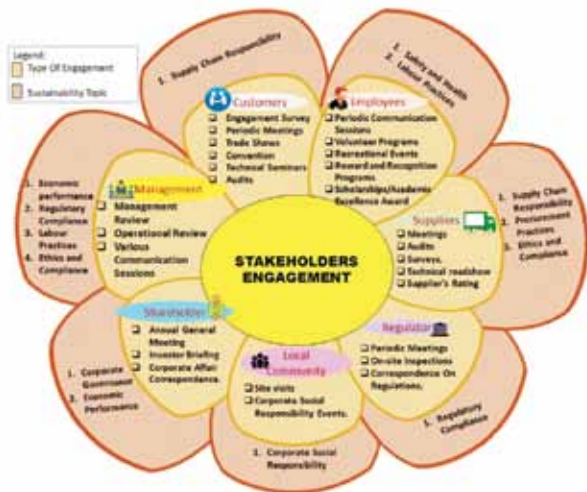 Legend:
Type Of Engagement
Sustainability Topic
1. Supply Chain Responsibility
Customers
Engagement Survey
Periodic Meetings
Trade Shows
Convention
Technical Seminars
Audits
1. Safety and Health
2. Labour Practices
Employees
Periodic Communication
Sessions
Volunteer Programs
Recreational Events
Reward and Recognition
Programs
Scholarships/Academic
Excellence Award
1. Economic
performance
2. Regulatory
Compliance
3. Labour
Practices
4. Ethics and Compliance
Management
Management
Review
Operational Review
Various
Communication
Sessions
STAKEHOLDERS
ENGAGEMENT
Suppliers
Meetings
Audits
Surveys.
Technical roadshow
Supplier's Rating
1. Supply Chain
Responsibility
2. Procurement
Practices
3. Ethics and Compliance
Shareholder
Annual General
Meeting
Investor Briefing
Corporate Affair
Correspondence.
1. Corporate
Governance
2. Economic
Performance
Local
Community
Site visits
Corporate Social
Responsibility Events.
1. Corporate Social
Responsibility
Regulator
Periodic Meetings
On-site Inspections
Correspondence On
Regulations.
1. Regulatory
Compliance